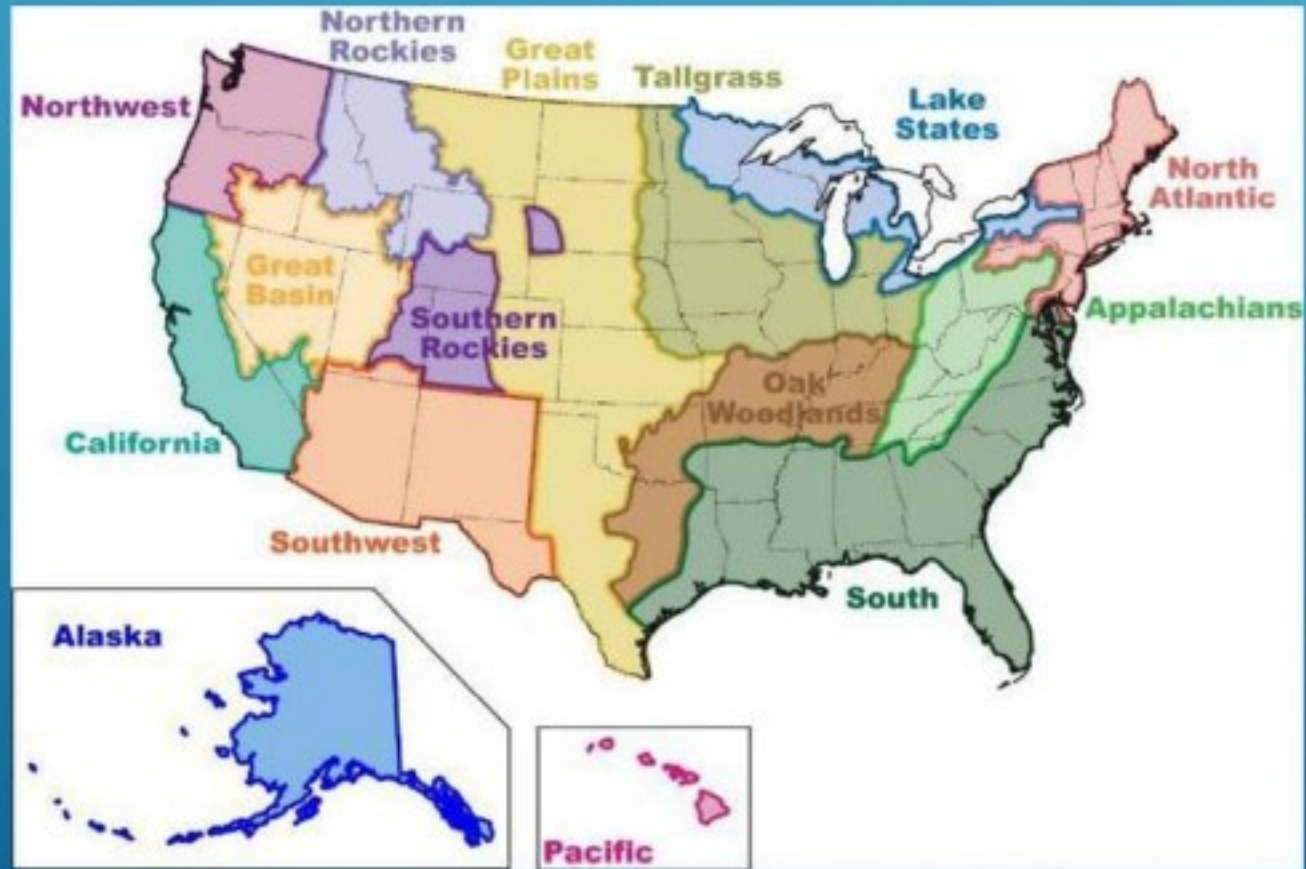 Northern
Rockies
Great
Plains
Tallgrass
Lake
States
Northwest
North
Atlantic
Great
Basin
Southern
Rockies
Appalachians
Oak
Woodlands
California
Southwest
South
Alaska
Pacific